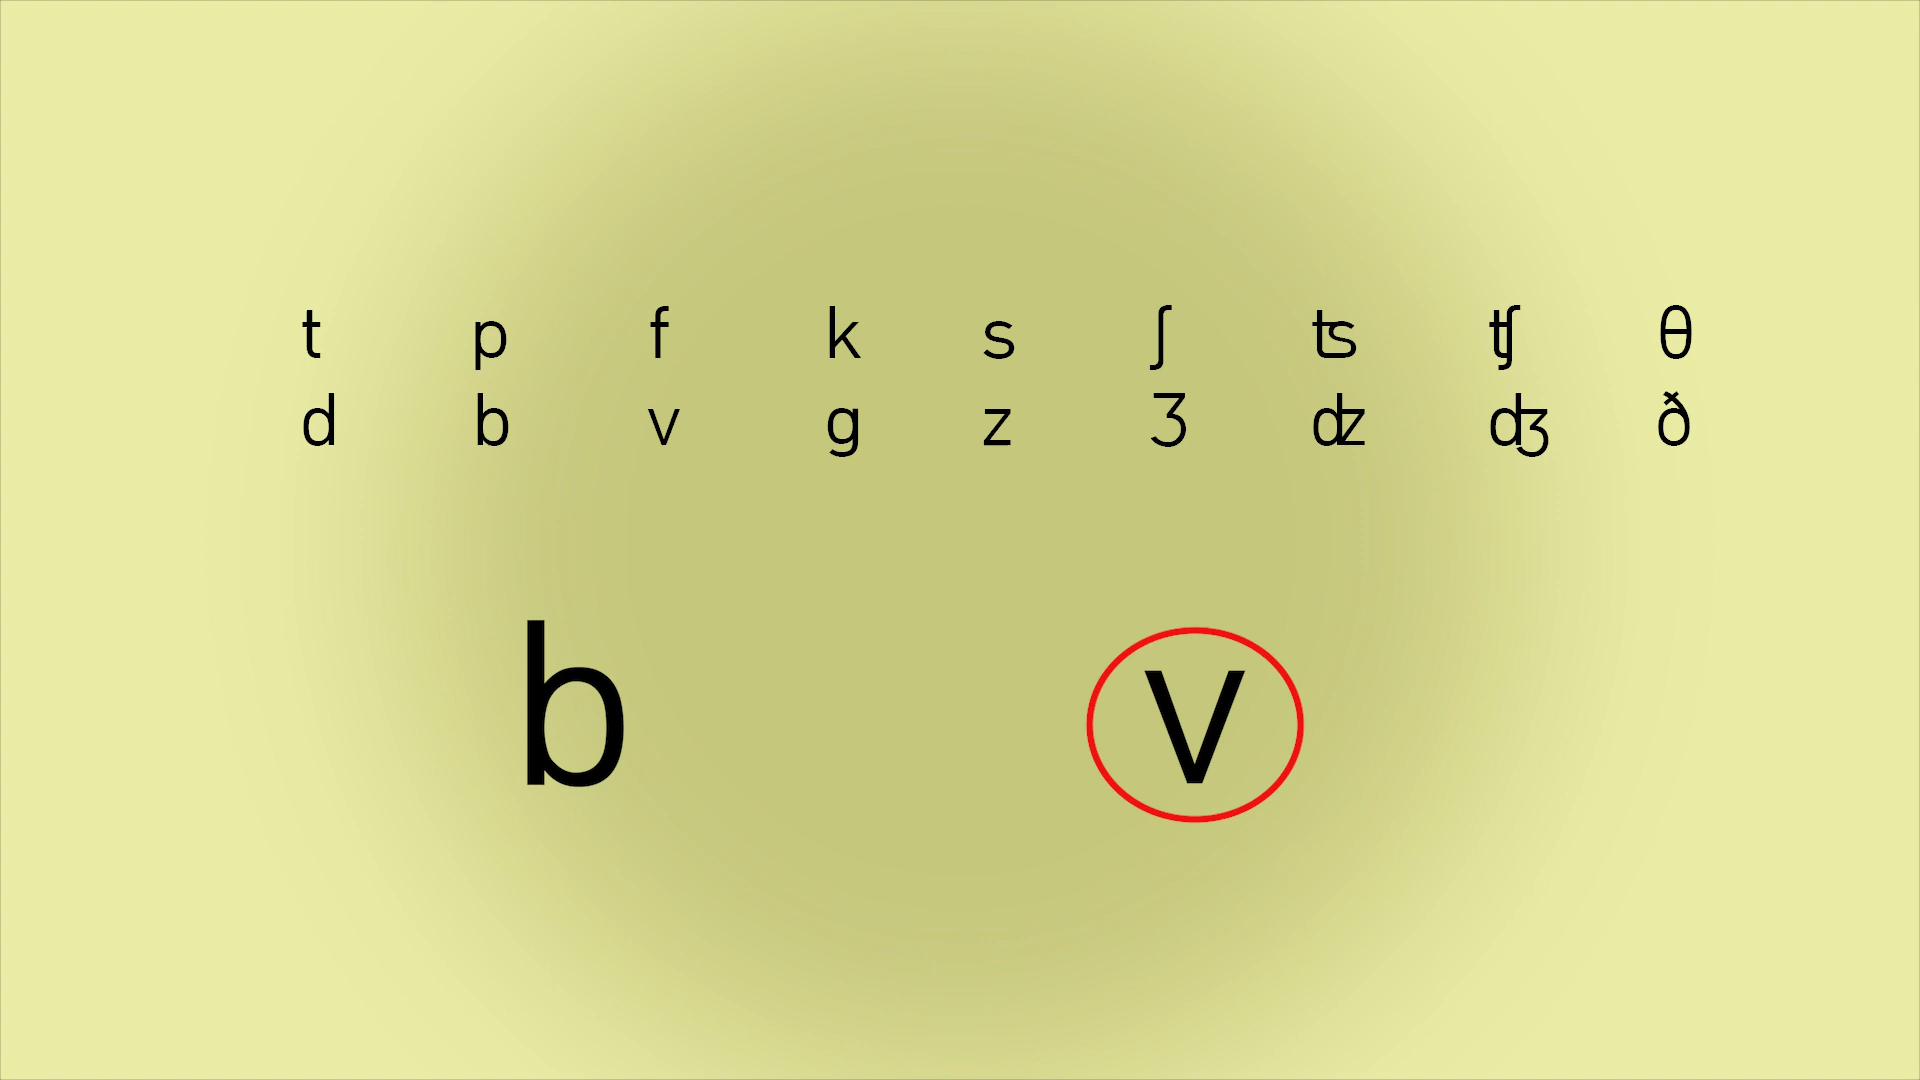 t p f k s ʃ ʦ ʧ θ
d b v g z ʒ ʣ ʤ ð
b v